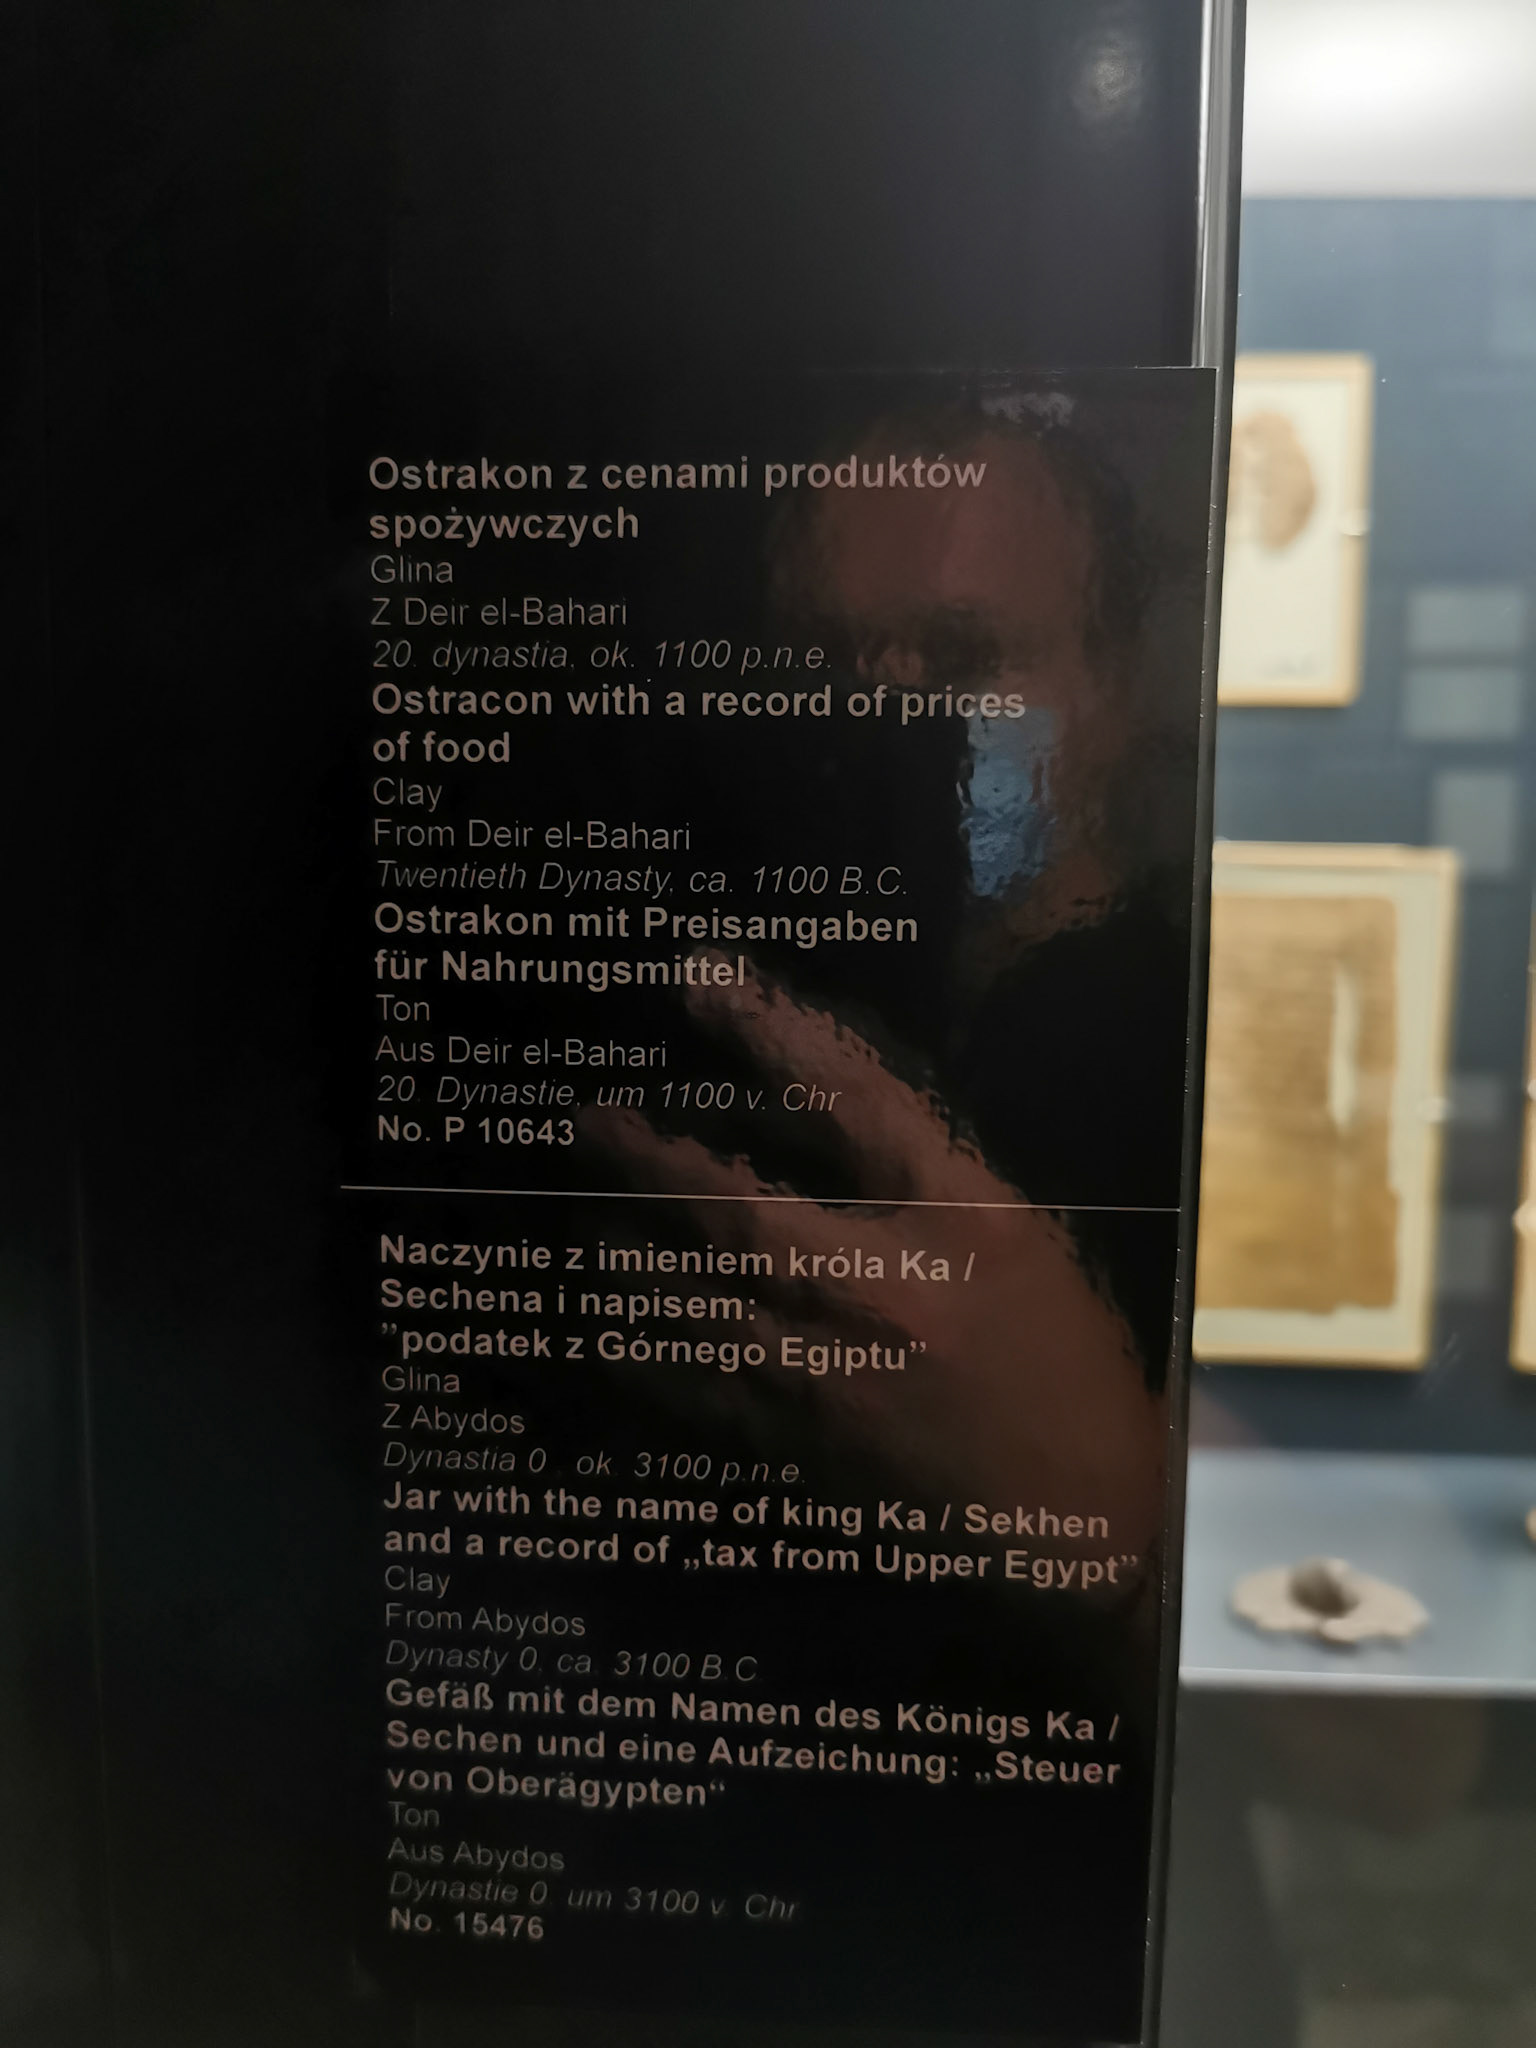 Ostrakon z cenami produktów
spożywczych
Glina
Z Deir el-Bahari
20. dynastia, ok. 1100 p.n.e.
Ostracon with a record of prices
of food
Clay
From Deir el-Bahari
Twentieth Dynasty, ca. 1100 B.C.
Ostrakon mit Preisangaben
für Nahrungsmittel
Ton
Aus Deir el-Bahari
20. Dynastie, um 1100 v. Chr
No. P 10643
Naczynie z imieniem króla Ka /
Sechena i napisem:
”podatek z Górnego Egiptu”
Glina
Z Abydos
Dynastia 0 , ok. 3100 p.n.e.
Jar with the name of king Ka / Sekhen
and a record of „tax from Upper Egypt”
Clay
From Abydos
Dynasty 0, ca. 3100 B.C
Gefäß mit dem Namen des Königs Ka /
Sechen und eine Aufzeichung: „Steuer
von Oberägypten“
Ton
Aus Abydos
Dynastie 0, um 3100 v. Chr
No. 15476